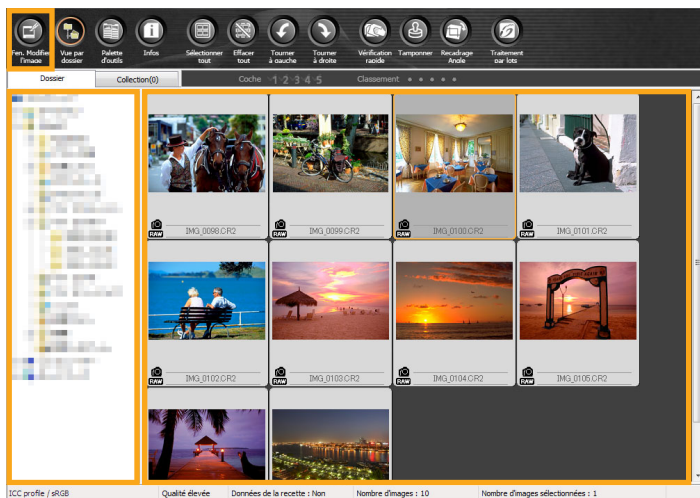 Fen. Modifier l'image
Vue par dossier
Palette d'outils
Infos
Sélectionner tout
Effacer tout
Tourner à gauche
Tourner à droite
Vérification rapide
Tamponner
Recadrage Angle
Traitement par lots
Dossier
Collection(0)
Coche 1 2 3 4 5
Classement
IMG_0098.CR2
IMG_0099.CR2
IMG_0100.CR2
IMG_0101.CR2
RAW
RAW
RAW
RAW
IMG_0102.CR2
IMG_0103.CR2
IMG_0104.CR2
IMG_0105.CR2
RAW
RAW
RAW
RAW
ICC profile / sRGB
Qualité élevée
Données de la recette : Non
Nombre d'images : 10
Nombre d'images sélectionnées : 1